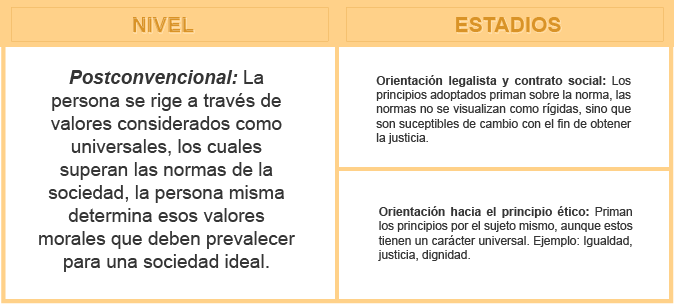 NIVEL
ESTADIOS
Postconvencional: La
persona se rige a través de
valores considerados como
universales, los cuales
superan las normas de la
sociedad, la persona misma
determina esos valores
morales que deben prevalecer
para una sociedad ideal.
Orientación legalista y contrato social: Los
principios adoptados priman sobre la norma, las
normas no se visualizan como rígidas, sino que
son suceptibles de cambio con el fin de obtener
la justicia.
Orientación hacia el principio ético: Priman
los principios por el sujeto mismo, aunque estos
tienen un carácter universal. Ejemplo: Igualdad,
justicia, dignidad.